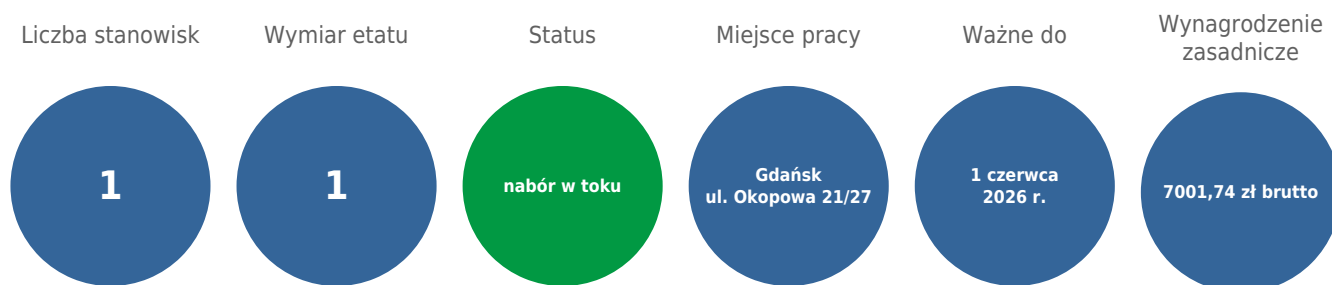 Liczba stanowisk
1
Wymiar etatu
1
Status
nabór w toku
Miejsce pracy
Gdańsk
ul. Okopowa 21/27
Ważne do
1 czerwca
2026 r.
Wynagrodzenie
zasadnicze
7001,74 zł brutto